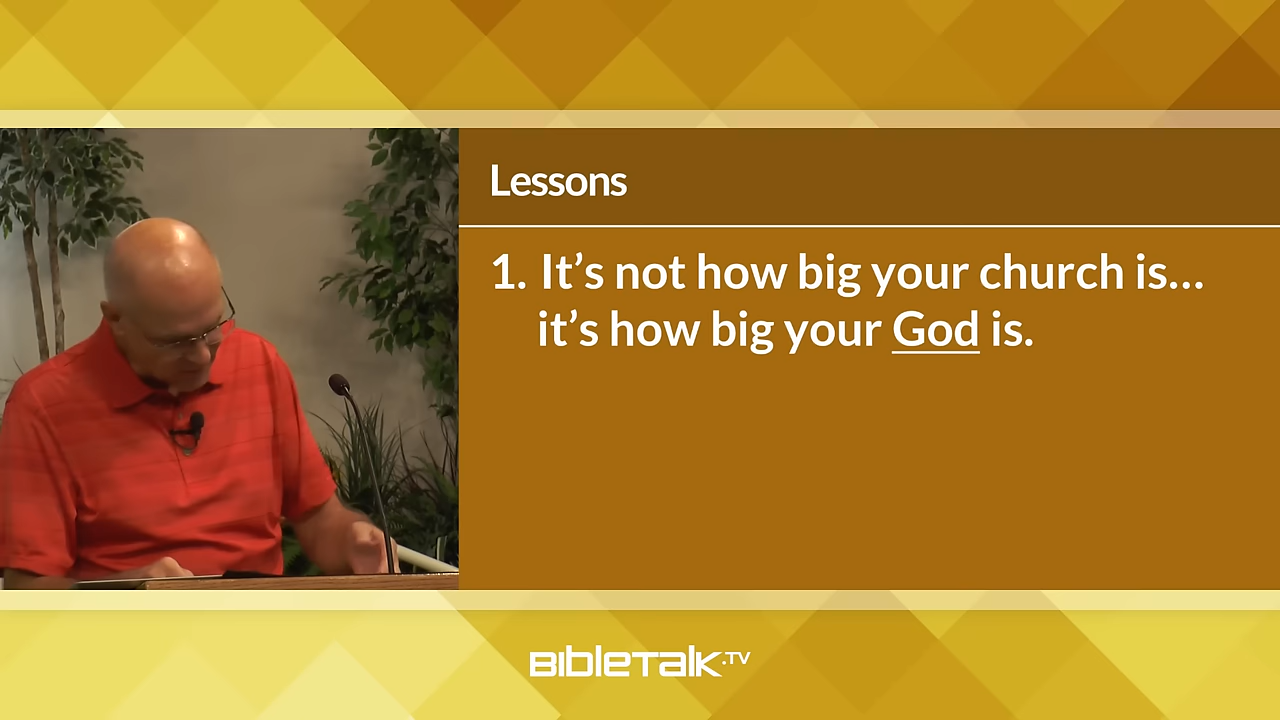 Lessons
1. It’s not how big your church is...
it’s how big your God is.
BIBLETALK.TV